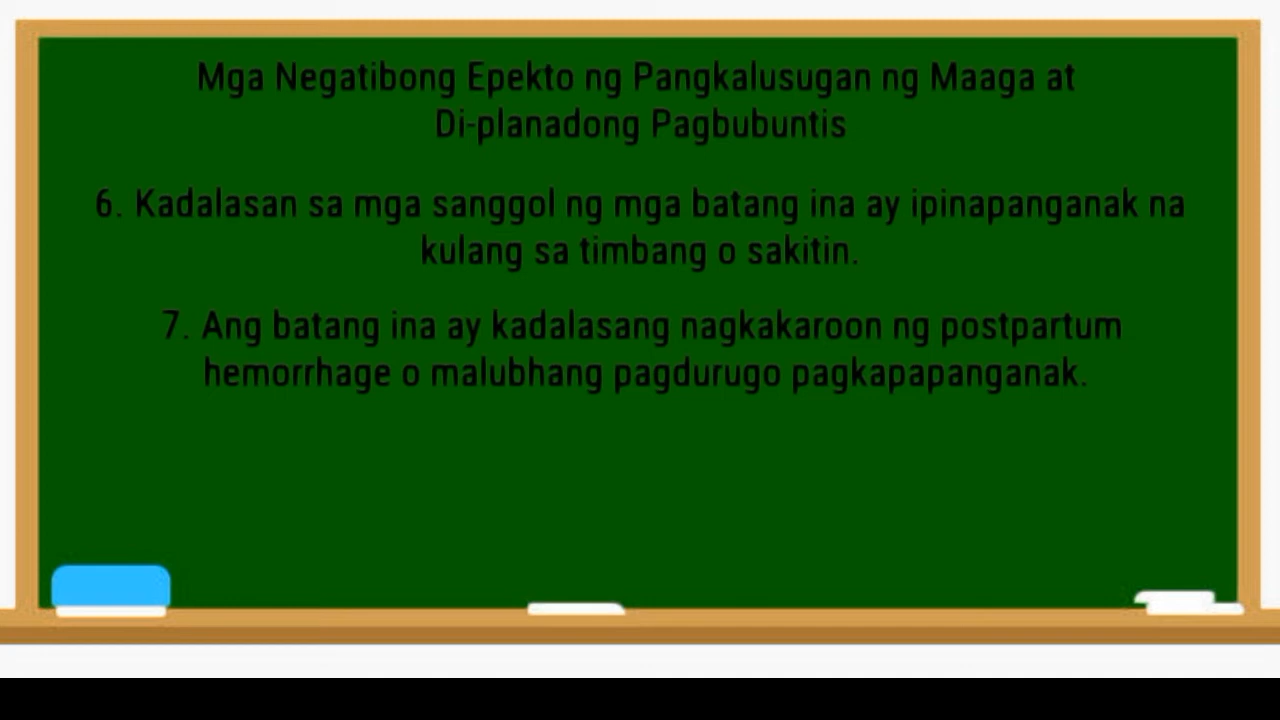 Mga Negatibong Epekto ng Pangkalusugan ng Maaga at
Di-planadong Pagbubuntis
6. Kadalasan sa mga sanggol ng mga batang ina ay ipinapanganak na
kulang sa timbang o sakitin.
7. Ang batang ina ay kadalasang nagkakaroon ng postpartum
hemorrhage o malubhang pagdurugo pagkapapanganak.